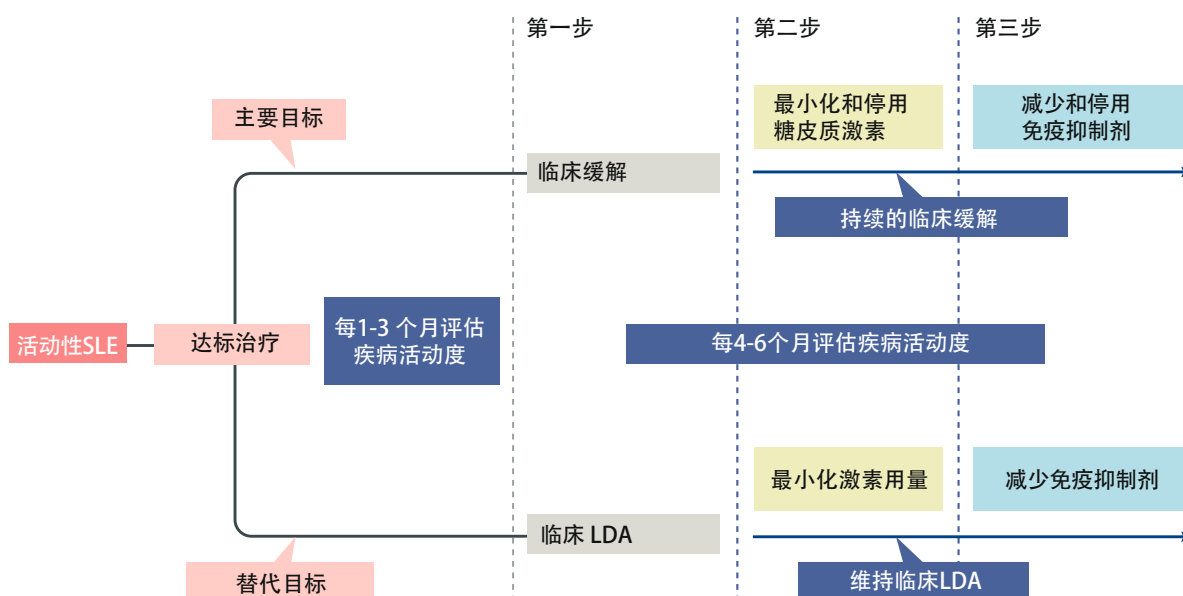 第一步
第二步
第三步
主要目标
最小化和停用
糖皮质激素
减少和停用
免疫抑制剂
临床缓解
持续的临床缓解
活动性SLE
达标治疗
每1-3 个月评估
疾病活动度
每4-6个月评估疾病活动度
最小化激素用量
减少免疫抑制剂
临床 LDA
替代目标
维持临床LDA